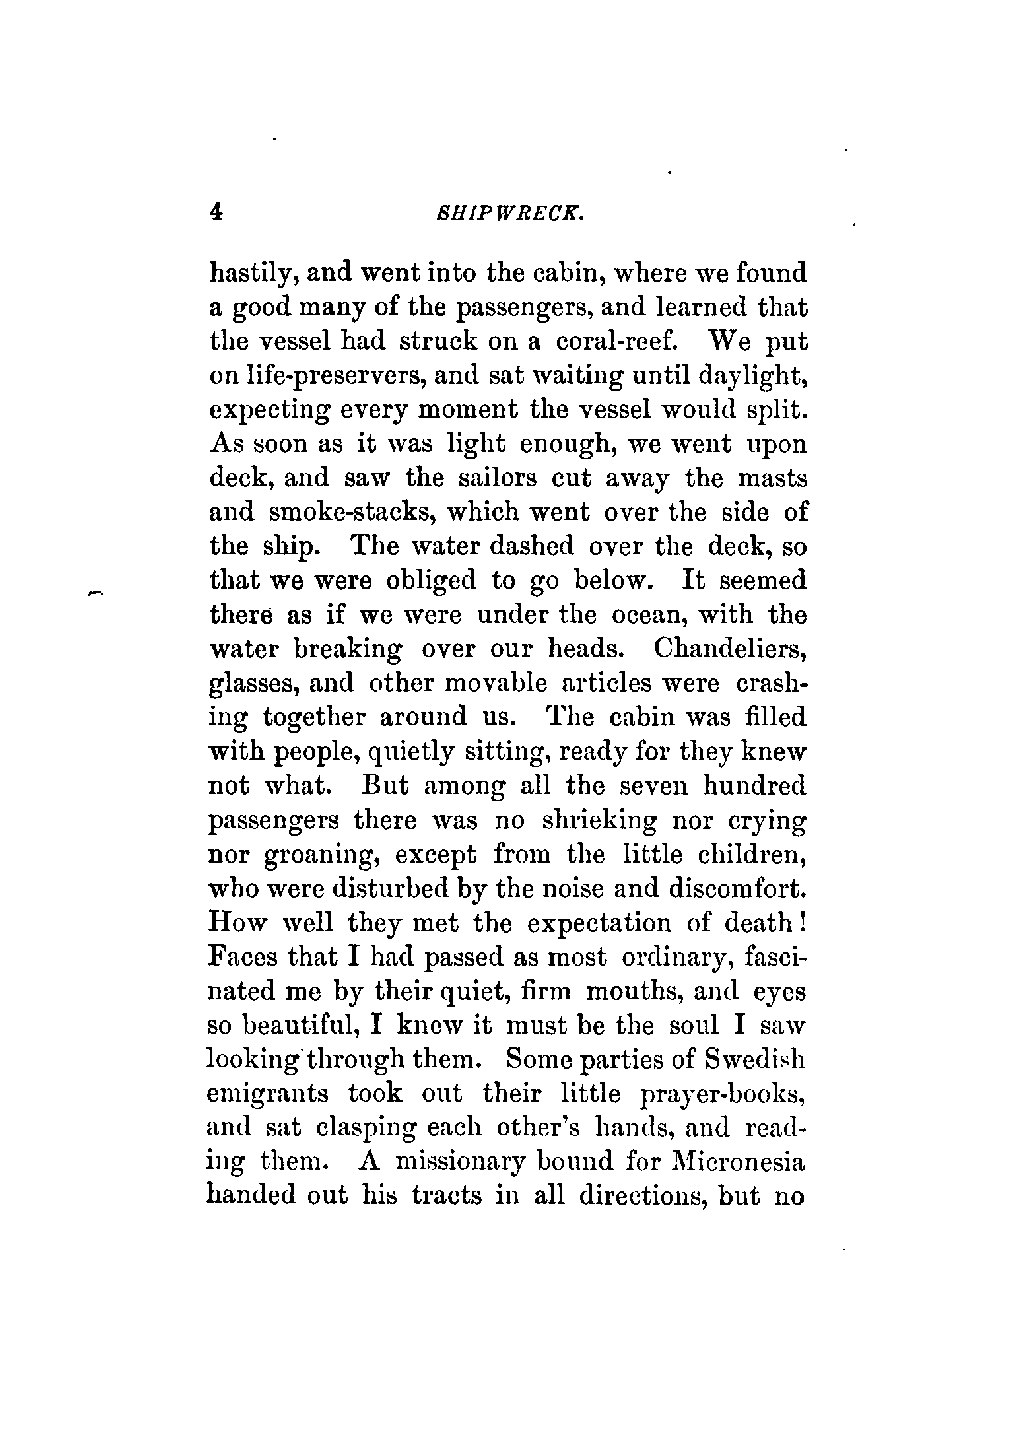 4 SHIPWRECK.
hastily, and went into the cabin, where we found
a good many of the passengers, and learned that
the vessel had struck on a coral-reef. We put
on life-preservers, and sat waiting until daylight,
expecting every moment the vessel would split.
As soon as it was light enough, we went upon
deck, and saw the sailors cut away the masts
and smoke-stacks, which went over the side of
the ship. The water dashed over the deck, so
that we were obliged to go below. It seemed
there as if we were under the ocean, with the
water breaking over our heads. Chandeliers,
glasses, and other movable articles were crash-
ing together around us. The cabin was filled
with people, quietly sitting, ready for they knew
not what. But among all the seven hundred
passengers there was no shrieking nor crying
nor groaning, except from the little children,
who were disturbed by the noise and discomfort.
How well they met the expectation of death!
Faces that I had passed as most ordinary, fasci-
nated me by their quiet, firm mouths, and eyes
so beautiful, I knew it must be the soul I saw
looking through them. Some parties of Swedish
emigrants took out their little prayer-books,
and sat clasping each other's hands, and read-
ing them. A missionary bound for Micronesia
handed out his tracts in all directions, but no